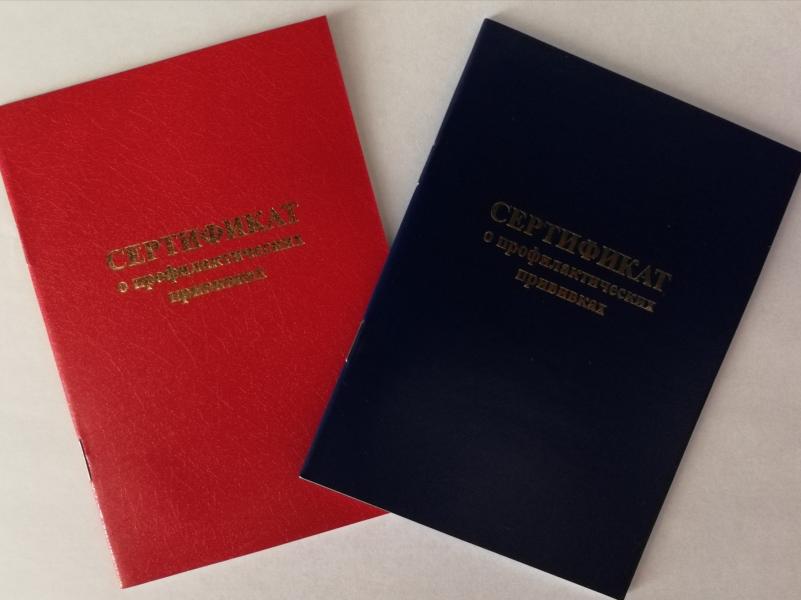 СЕРТИФИКАТ
о профилактических
прививках
СЕРТИФИКАТ
о профилактических
прививках